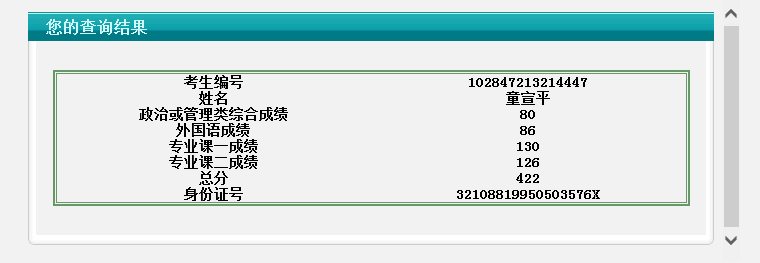 您的查询结果
考生编号 102847213214447
姓名 童宣平
政治或管理类综合成绩 80
外国语成绩 86
专业课一成绩 130
专业课二成绩 126
总分 422
身份证号 32108819950503576X